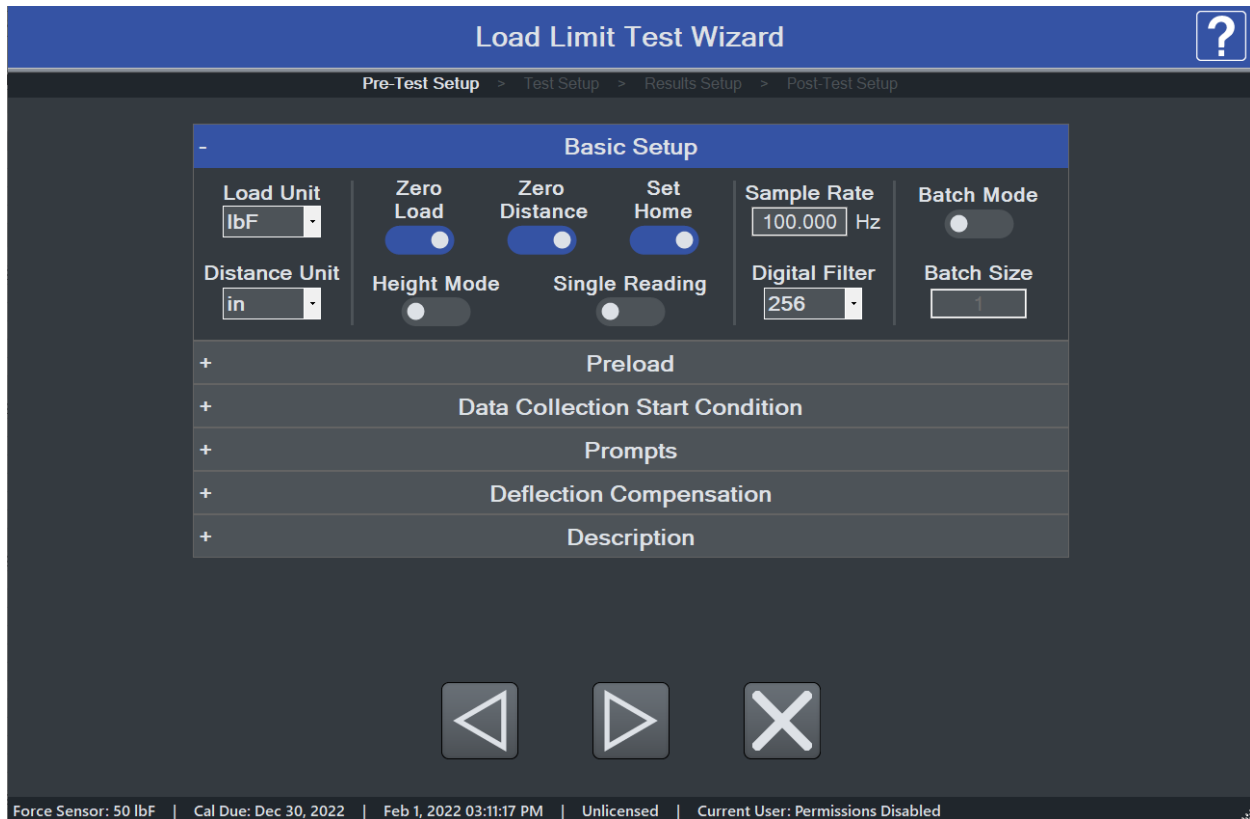 Load Limit Test Wizard
?
Pre-Test Setup > Test Setup > Results Setup > Post-Test Setup
- Basic Setup
Load Unit
lbF
Distance Unit
in
Zero Load
Zero Distance
Set Home
Height Mode
Single Reading
Sample Rate
100.000 Hz
Digital Filter
256
Batch Mode
Batch Size
1
+ Preload
+ Data Collection Start Condition
+ Prompts
+ Deflection Compensation
+ Description
Force Sensor: 50 lbF | Cal Due: Dec 30, 2022 | Feb 1, 2022 03:11:17 PM | Unlicensed | Current User: Permissions Disabled